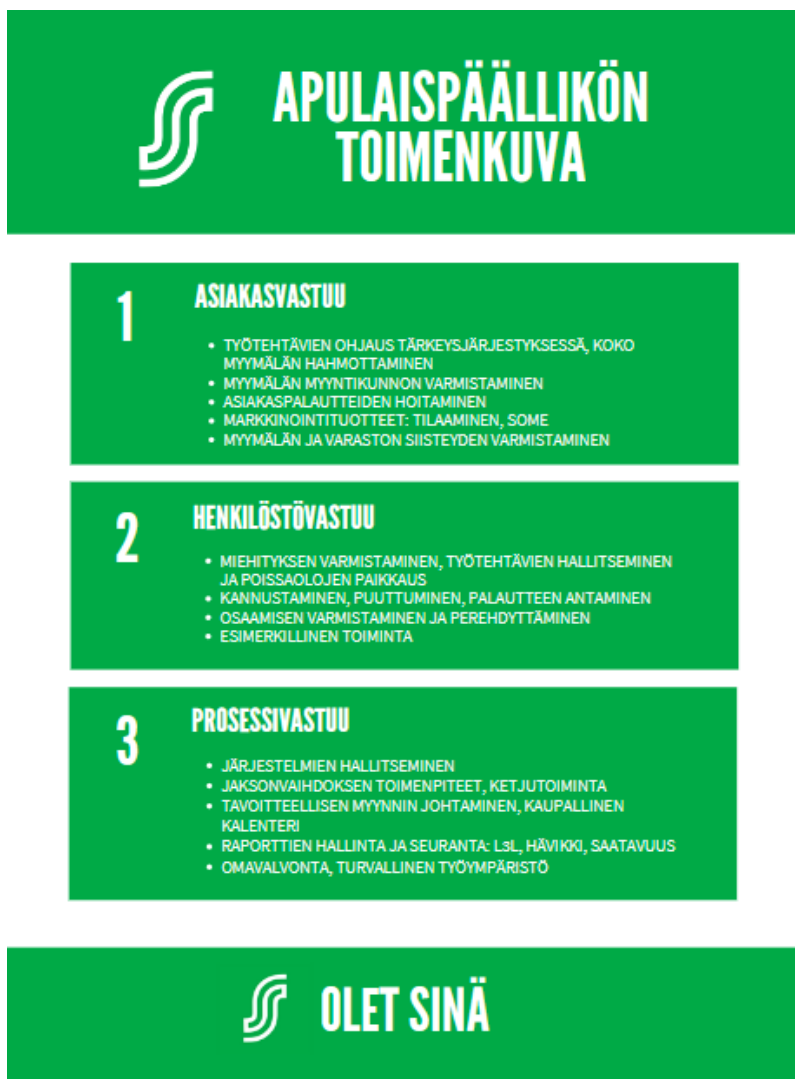 APULAISPÄÄLLIKÖN
TOIMENKUVA
1
ASIAKASVASTUU
• TYÖTEHTÄVIEN OHJAUS TÄRKEYSJÄRJESTYKSESSÄ, KOKO
MYYMÄLÄN HAHMOTTAMINEN
• MYYMÄLÄN MYYNTIKUNNON VARMISTAMINEN
• ASIAKASPALAUTTEIDEN HOITAMINEN
• MARKKINOINTITUOTTEET: TILAAMINEN, SOME
• MYYMÄLÄN JA VARASTON SIISTEYDEN VARMISTAMINEN
2
HENKILÖSTÖVASTUU
• MIEHITYKSEN VARMISTAMINEN, TYÖTEHTÄVIEN HALLITSEMINEN
JA POISSAOLOJEN PAIKKAUS
• KANNUSTAMINEN, PUUTTUMINEN, PALAUTTEEN ANTAMINEN
• OSAAMISEN VARMISTAMINEN JA PEREHDYTTÄMINEN
• ESIMERKILLINEN TOIMINTA
3
PROSESSIVASTUU
• JÄRJESTELMIEN HALLITSEMINEN
• JAKSONVAIHDOKSEN TOIMENPITEET, KETJUTOIMINTA
• TAVOITTEELLISEN MYYNNIN JOHTAMINEN, KAUPALLINEN
KALENTERI
• RAPORTTIEN HALLINTA JA SEURANTA: L3L, HÄVIKKI, SAATAVUUS
• OMAVALVONTA, TURVALLINEN TYÖYMPÄRISTÖ
OLET SINÄ